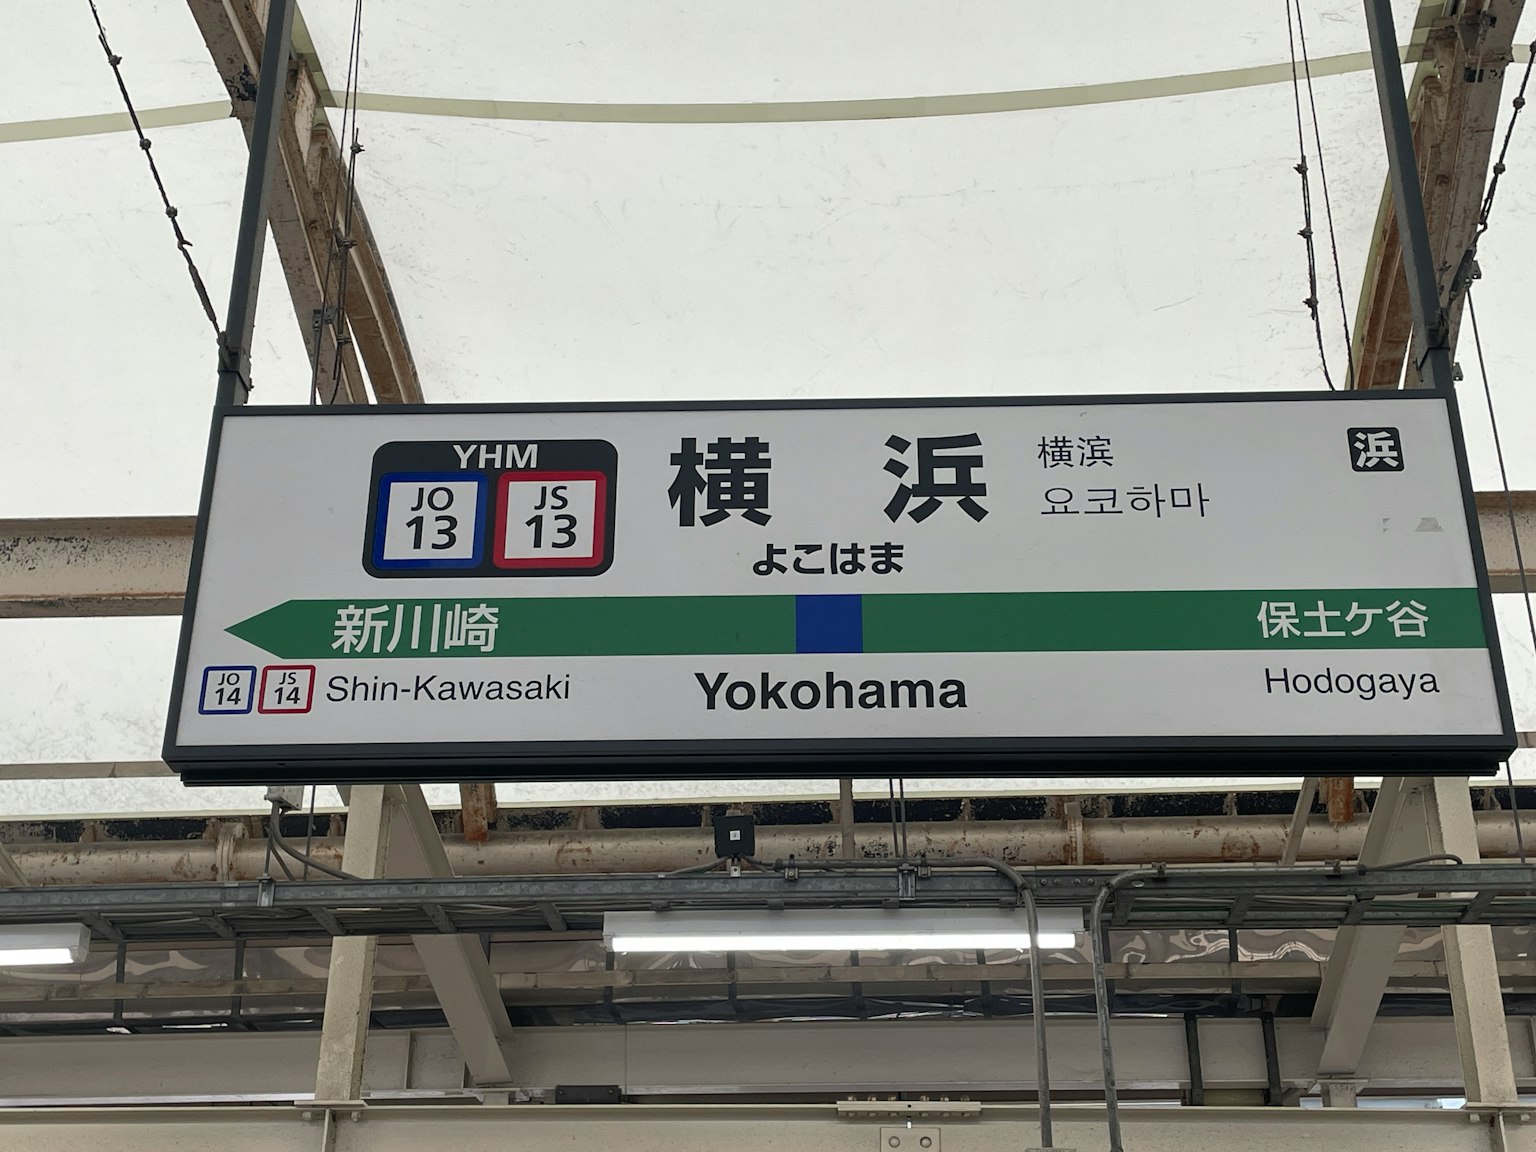 YHM
JO 13
JS 13
横浜
横滨
요코하마
浜
よこはま
新川崎
保土ケ谷
JO 14
JS 14
Shin-Kawasaki
Yokohama
Hodogaya